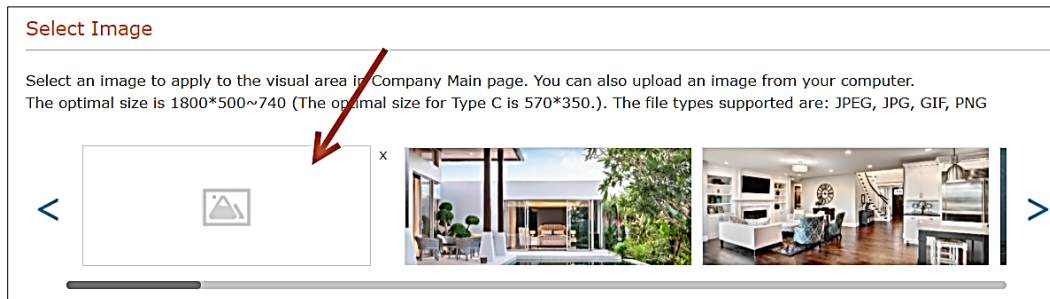 Select Image
Select an image to apply to the visual area in Company Main page. You can also upload an image from your computer.
The optimal size is 1800*500~740 (The optimal size for Type C is 570*350.). The file types supported are: JPEG, JPG, GIF, PNG
x
< >